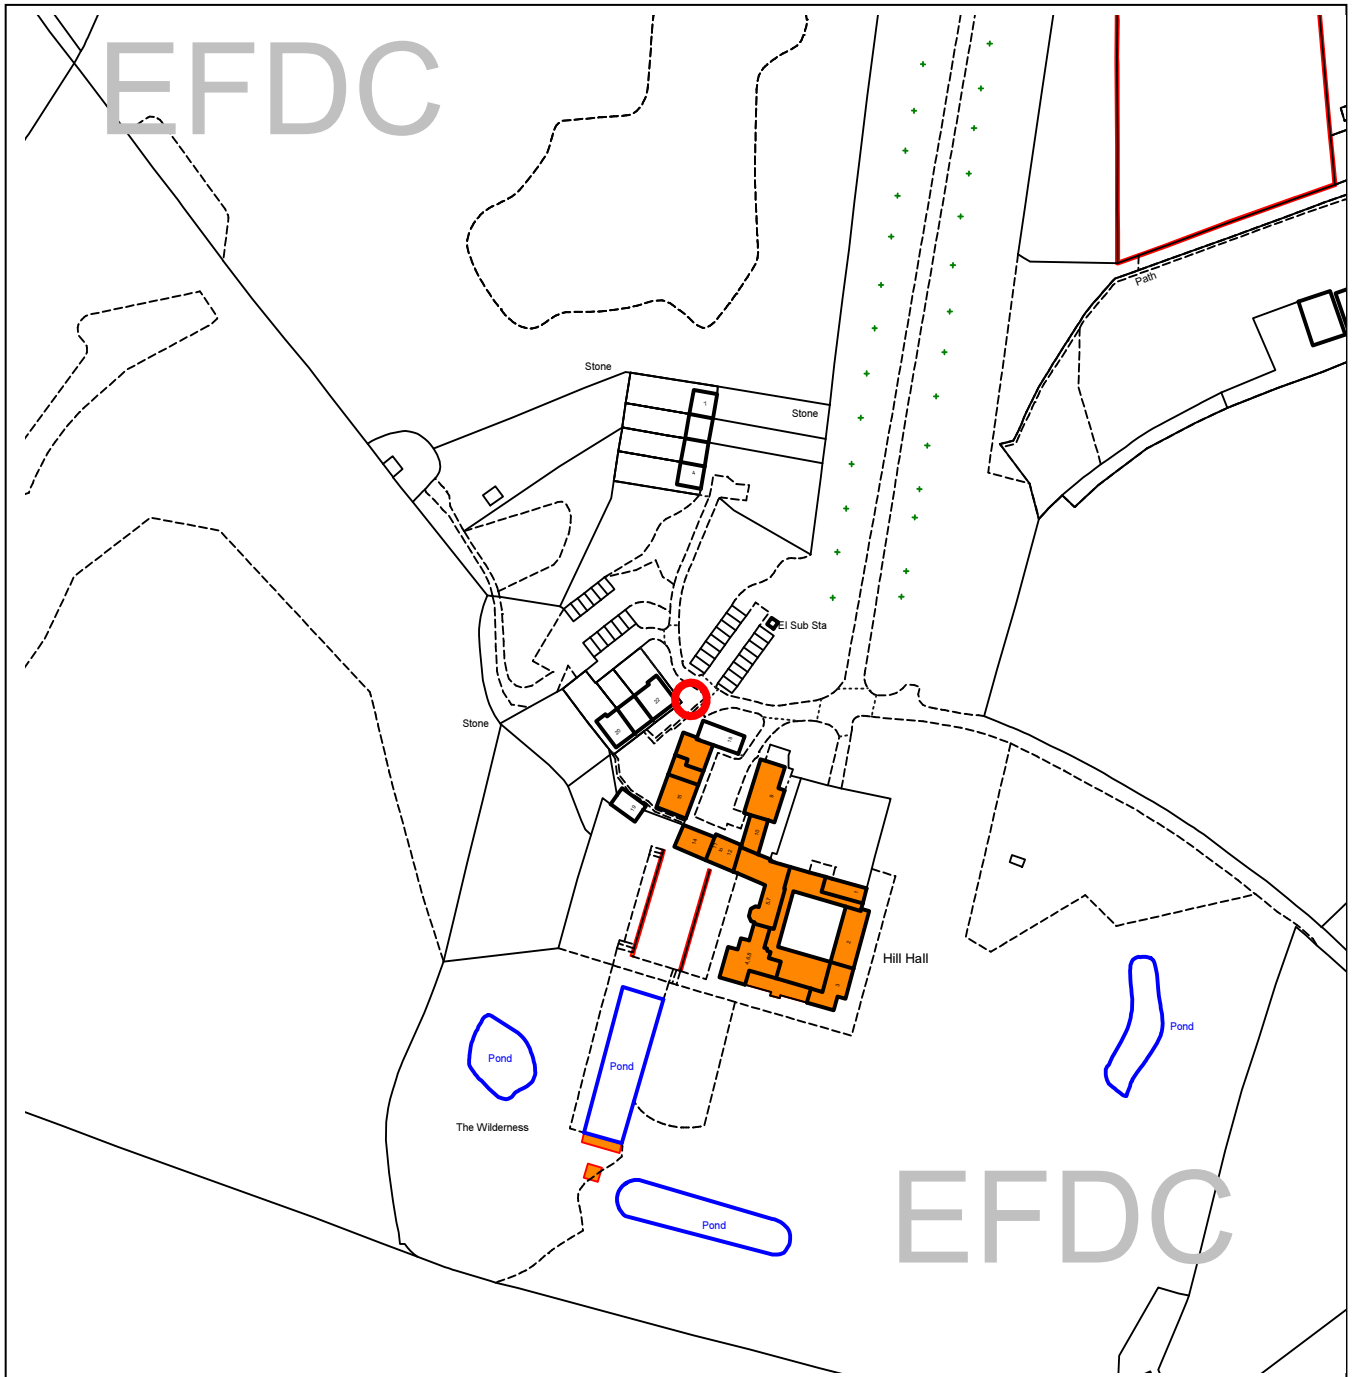 EFDC
Path
Stone
Stone
El Sub Sta
Stone
Hill Hall
Pond
Pond
Pond
The Wilderness
EFDC
Pond